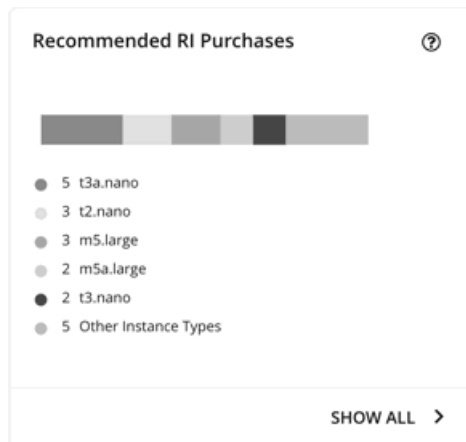 Recommended RI Purchases
5 t3a.nano
3 t2.nano
3 m5.large
2 m5a.large
2 t3.nano
5 Other Instance Types
SHOW ALL